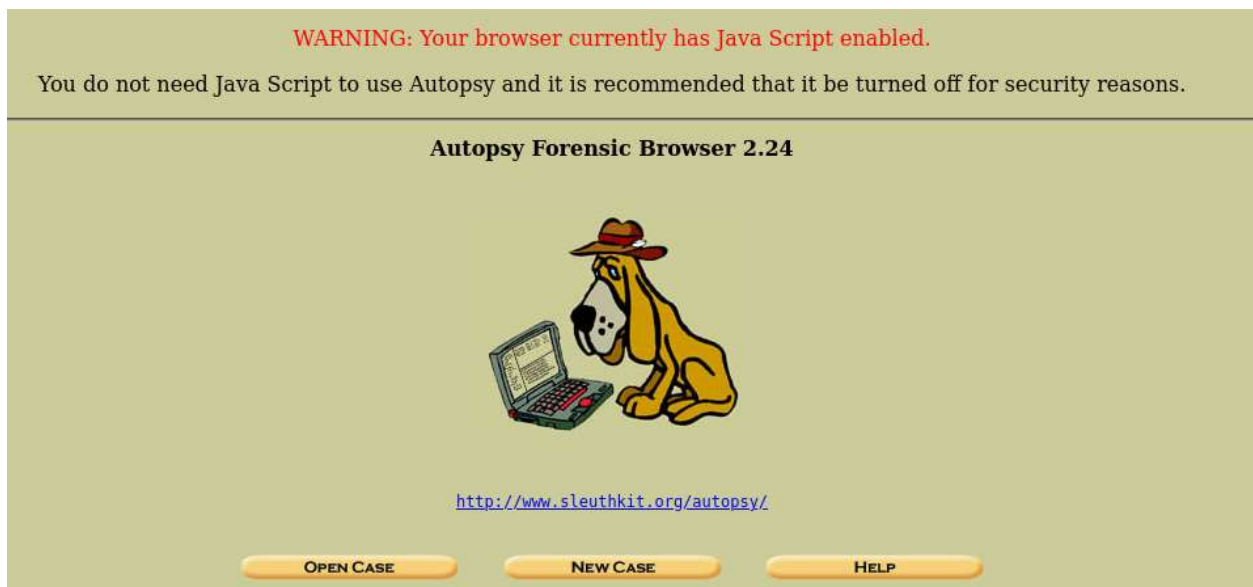 WARNING: Your browser currently has Java Script enabled.
You do not need Java Script to use Autopsy and it is recommended that it be turned off for security reasons.
Autopsy Forensic Browser 2.24
http://www.sleuthkit.org/autopsy/
OPEN CASE NEW CASE HELP